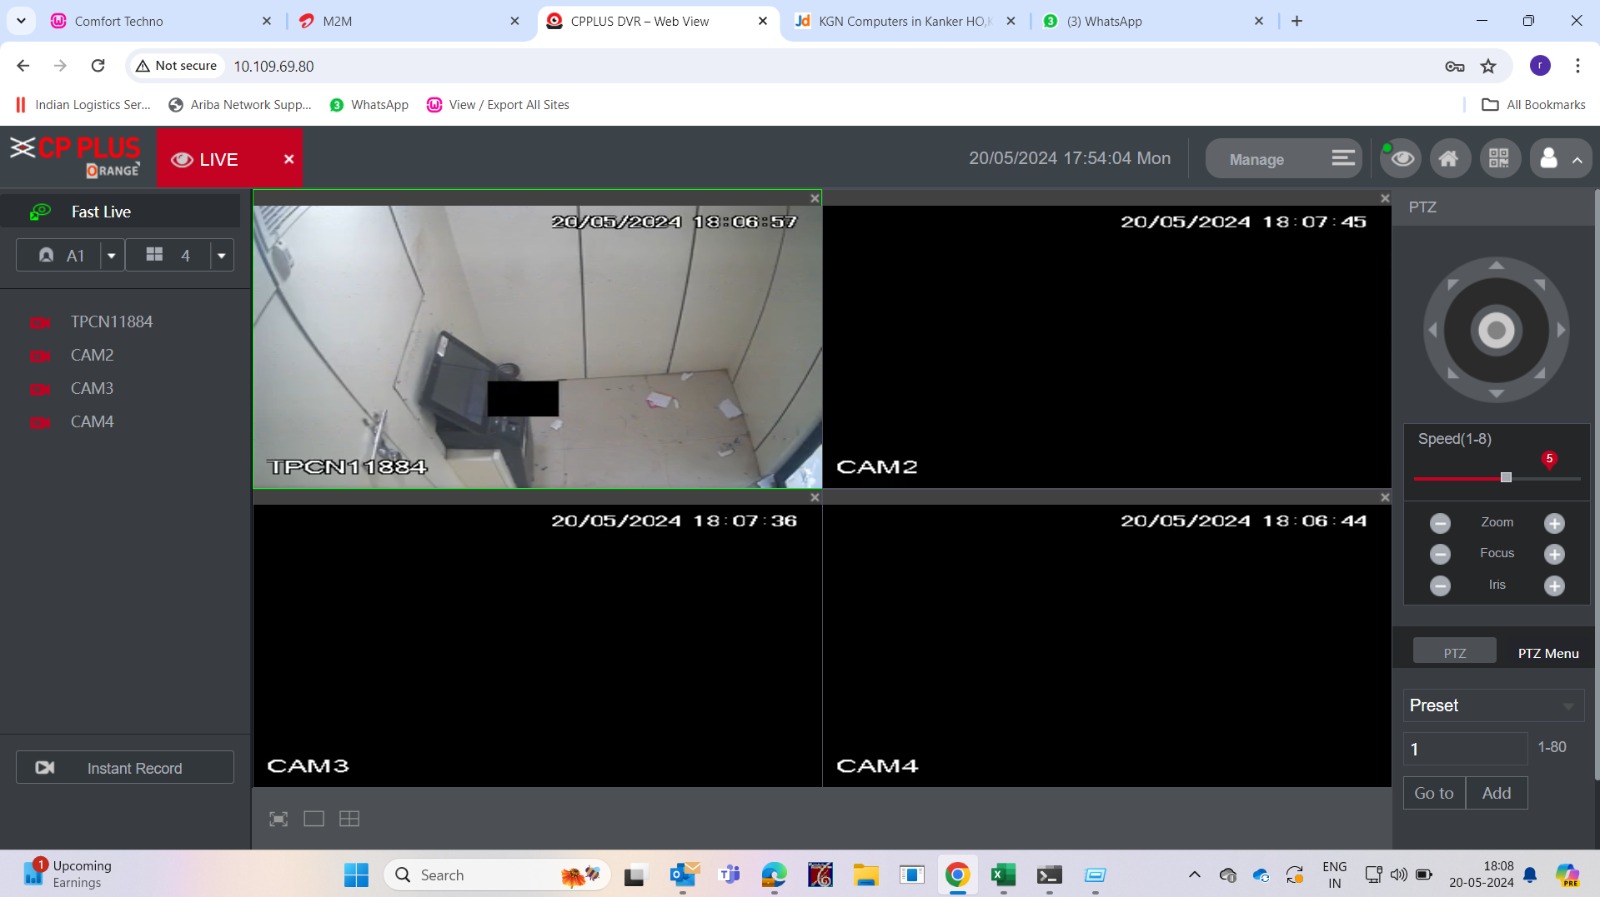 Comfort Techno
M2M
CPPLUS DVR – Web View
Jd KGN Computers in Kanker HO,
3 (3) WhatsApp
Not secure 10.109.69.80
r
Indian Logistics Ser...
Ariba Network Supp...
3 WhatsApp
View / Export All Sites
All Bookmarks
CP PLUS
ORANGE
LIVE
20/05/2024 17:54:04 Mon
Manage
Fast Live
A1
4
TPCN11884
CAM2
CAM3
CAM4
Instant Record
20/05/2024 18:06:57
TPCN11884
20/05/2024 18:07:45
CAM2
20/05/2024 18:07:36
CAM3
20/05/2024 18:06:44
CAM4
PTZ
Speed(1-8)
5
Zoom
Focus
Iris
PTZ
PTZ Menu
Preset
1
1-80
Go to
Add
1
Upcoming
Earnings
Search
ENG
IN
18:08
20-05-2024
PRE